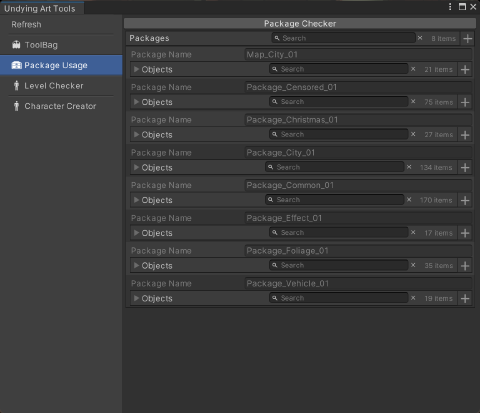 Undying Art Tools
Refresh
ToolBag
Package Usage
Level Checker
Character Creator
Package Checker
Packages Search 8 items
Package Name Map_City_01
Objects Search 21 items
Package Name Package_Censored_01
Objects Search 75 items
Package Name Package_Christmas_01
Objects Search 27 items
Package Name Package_City_01
Objects Search 134 items
Package Name Package_Common_01
Objects Search 170 items
Package Name Package_Effect_01
Objects Search 17 items
Package Name Package_Foliage_01
Objects Search 35 items
Package Name Package_Vehicle_01
Objects Search 19 items